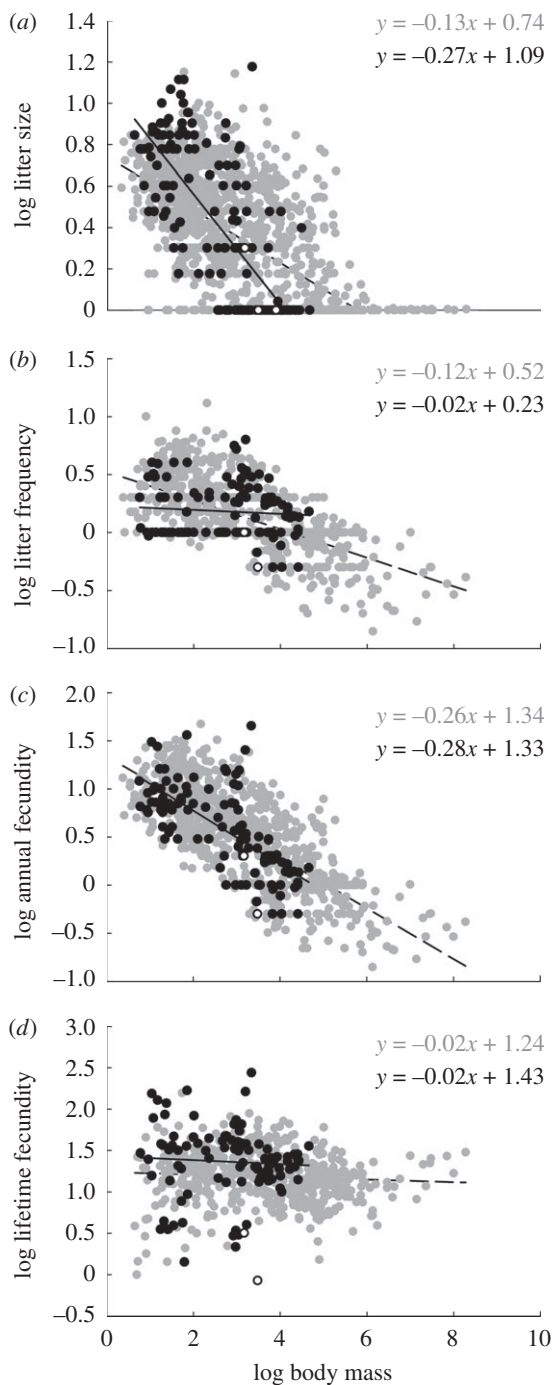 (a)
1.4
1.2
1.0
0.8
0.6
0.4
0.2
0
log litter size
y = –0.13x + 0.74
y = –0.27x + 1.09
(b)
1.5
1.0
0.5
0
–0.5
–1.0
log litter frequency
y = –0.12x + 0.52
y = –0.02x + 0.23
(c)
2.0
1.5
1.0
0.5
0
–0.5
–1.0
log annual fecundity
y = –0.26x + 1.34
y = –0.28x + 1.33
(d)
3.0
2.5
2.0
1.5
1.0
0.5
0
–0.5
log lifetime fecundity
y = –0.02x + 1.24
y = –0.02x + 1.43
0 2 4 6 8 10
log body mass